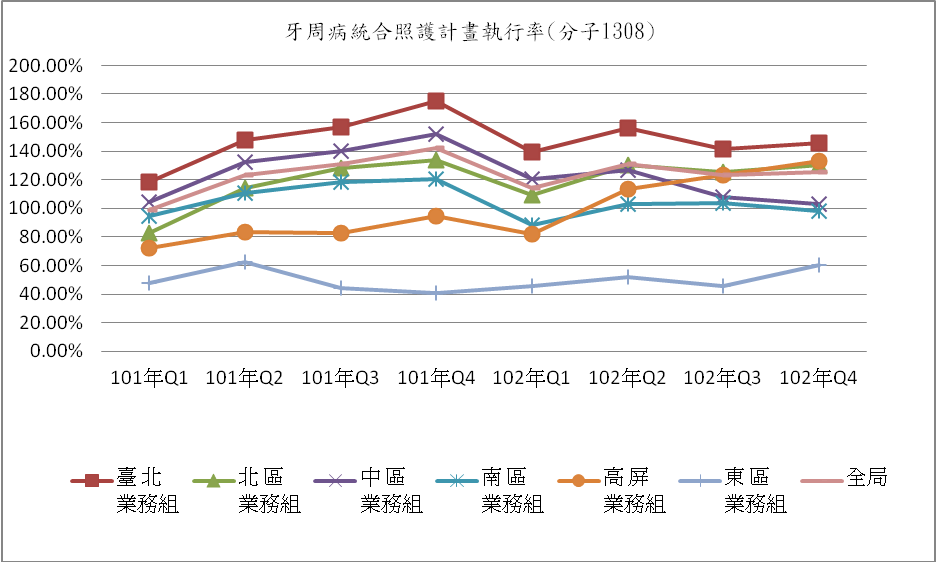 牙周病統合照護計畫執行率(分子1308)
200.00%
180.00%
160.00%
140.00%
120.00%
100.00%
80.00%
60.00%
40.00%
20.00%
0.00%
101年Q1 101年Q2 101年Q3 101年Q4 102年Q1 102年Q2 102年Q3 102年Q4
臺北 北區 中區 南區 高屏 東區 全局
業務組 業務組 業務組 業務組 業務組 業務組